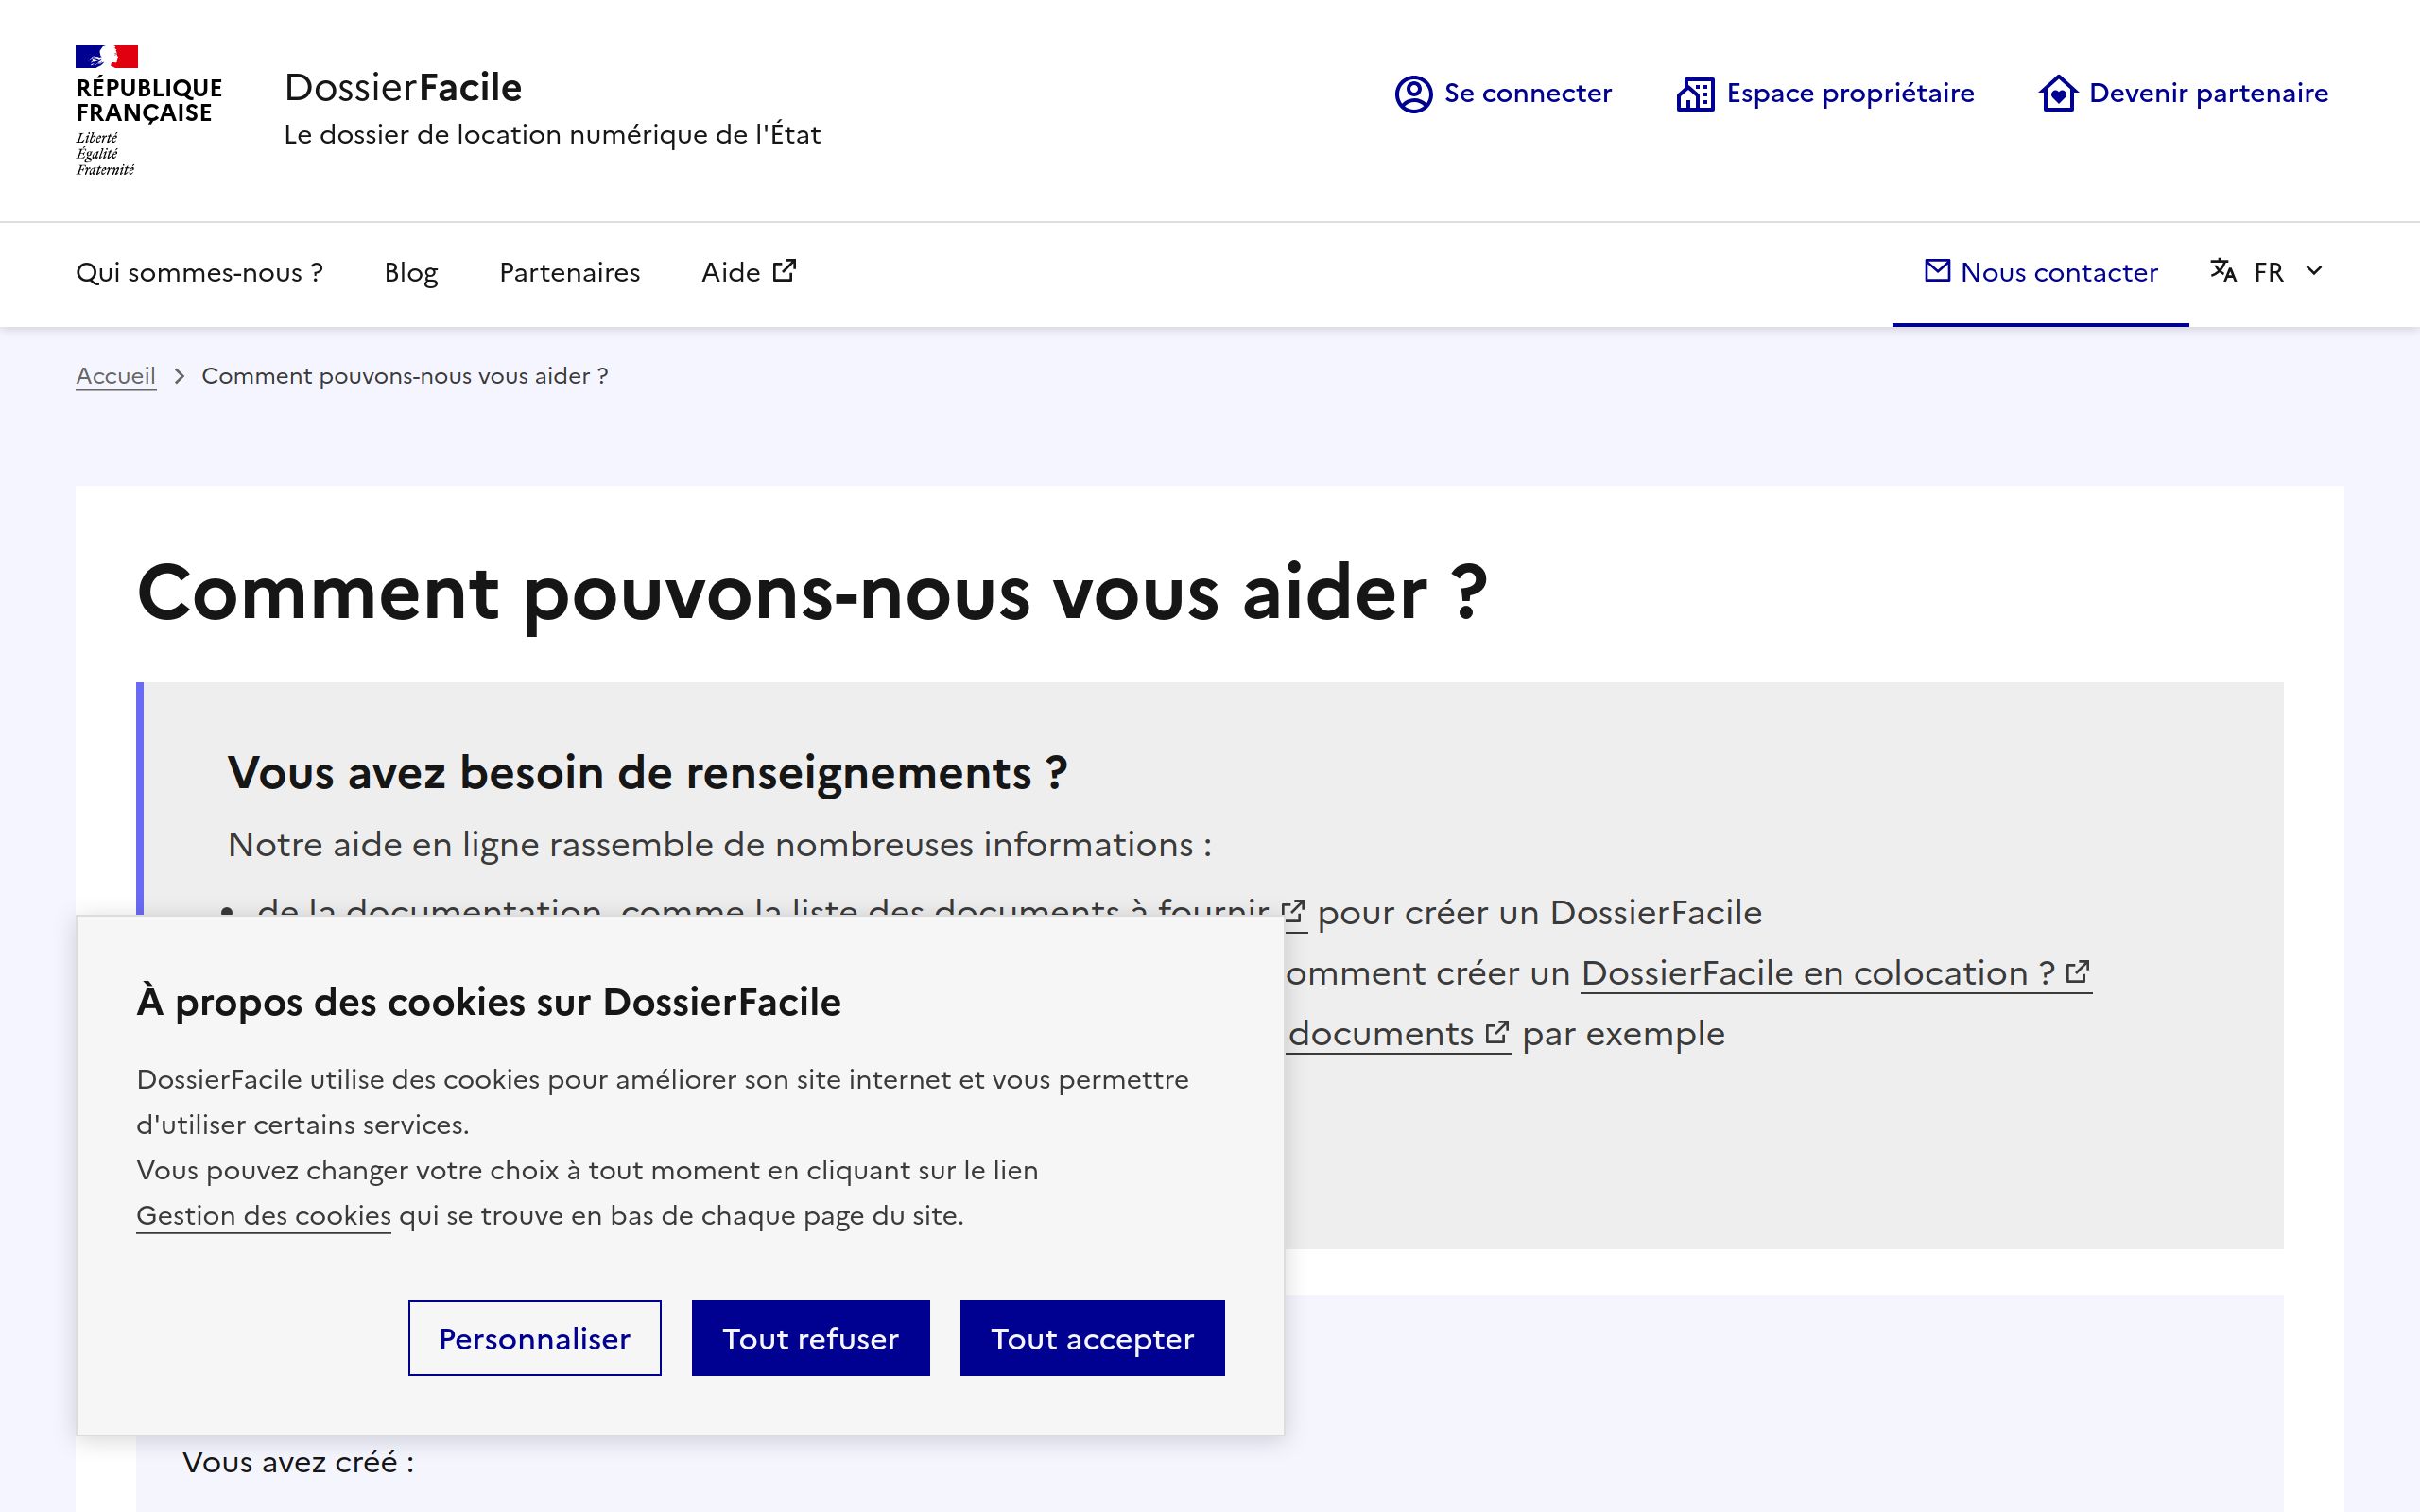 RÉPUBLIQUE
FRANÇAISE
Liberté
Égalité
Fraternité
DossierFacile
Le dossier de location numérique de l'État
Se connecter
Espace propriétaire
Devenir partenaire
Qui sommes-nous ?
Blog
Partenaires
Aide
Nous contacter
FR
Accueil
Comment pouvons-nous vous aider ?
Comment pouvons-nous vous aider ?
Vous avez besoin de renseignements ?
Notre aide en ligne rassemble de nombreuses informations :
de la documentation, comme la liste des documents à fournir pour créer un DossierFacile
omment créer un DossierFacile en colocation ?
documents par exemple
À propos des cookies sur DossierFacile
DossierFacile utilise des cookies pour améliorer son site internet et vous permettre
d'utiliser certains services.
Vous pouvez changer votre choix à tout moment en cliquant sur le lien
Gestion des cookies qui se trouve en bas de chaque page du site.
Personnaliser
Tout refuser
Tout accepter
Vous avez créé :